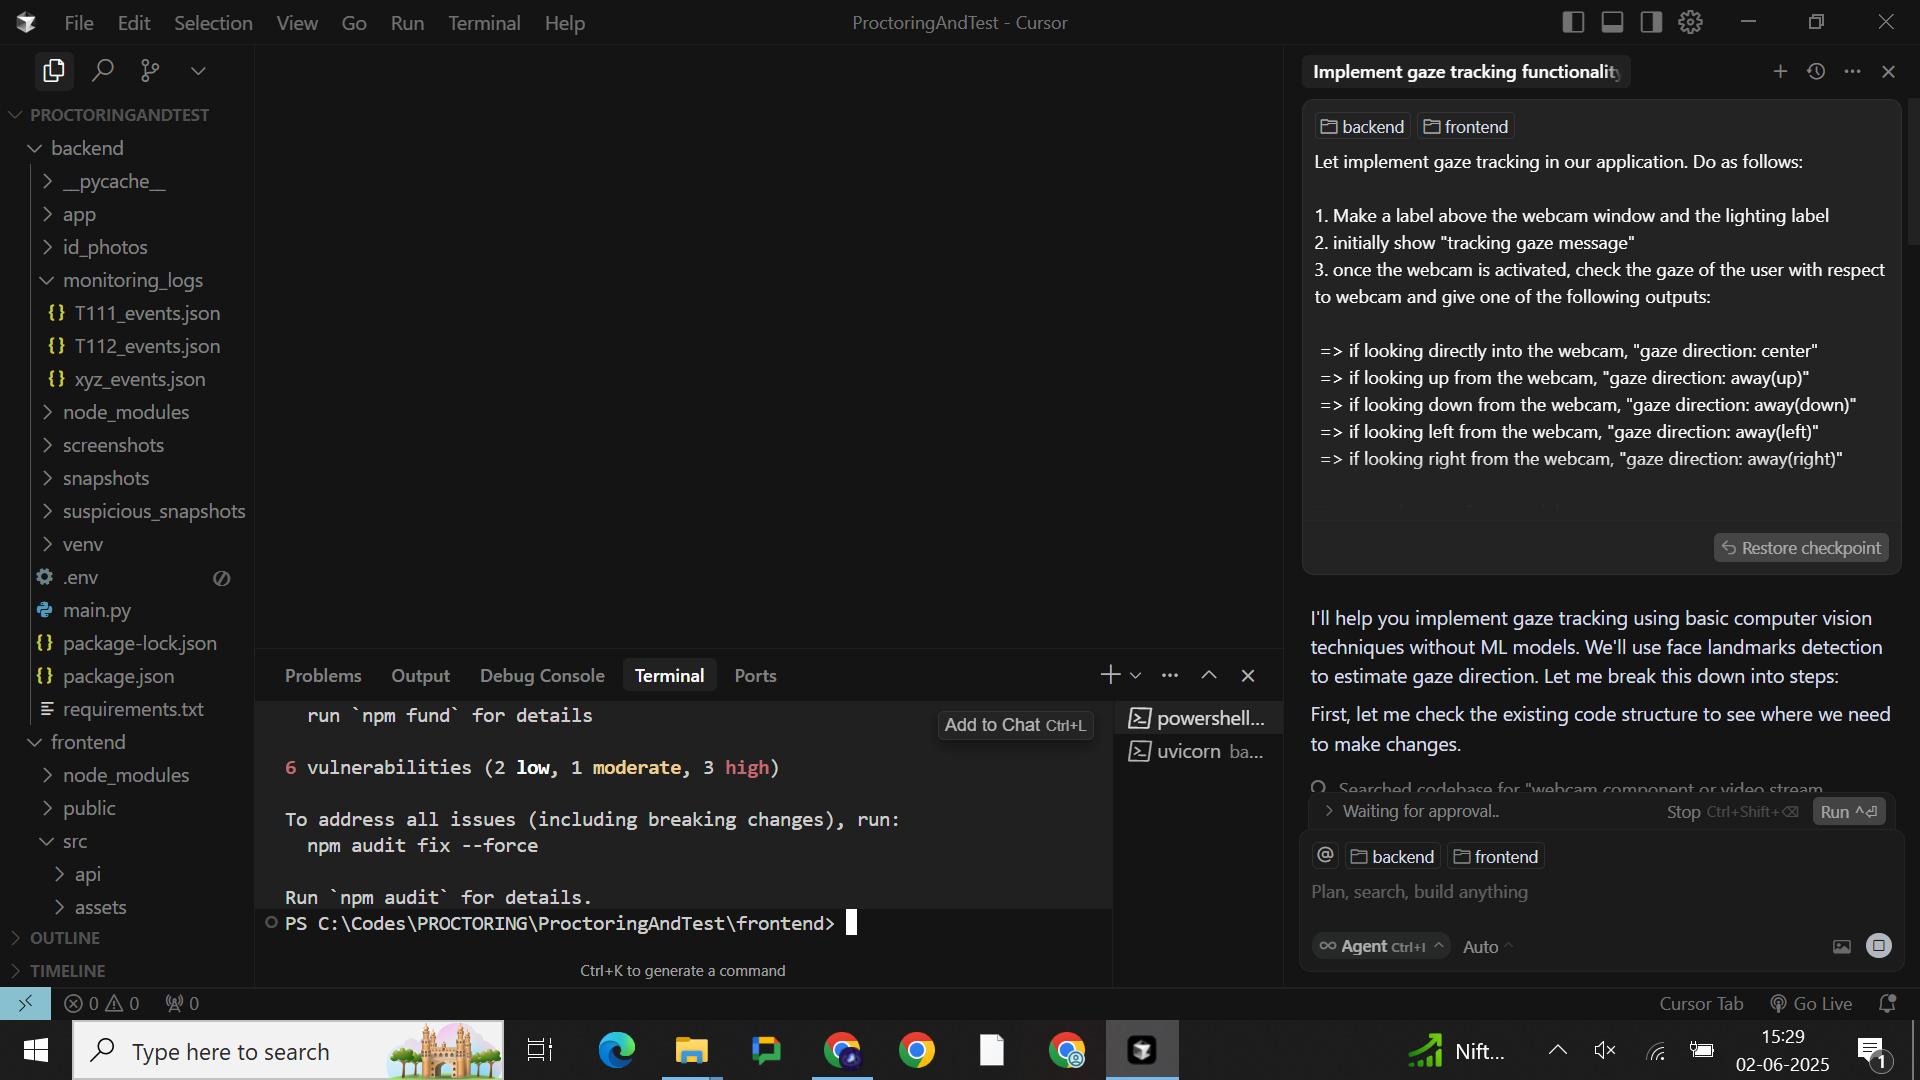 File Edit Selection View Go Run Terminal Help
ProctoringAndTest - Cursor
PROCTORINGANDTEST
backend
__pycache__
app
id_photos
monitoring_logs
{} T111_events.json
{} T112_events.json
{} xyz_events.json
node_modules
screenshots
snapshots
suspicious_snapshots
venv
.env
main.py
{} package-lock.json
{} package.json
requirements.txt
frontend
node_modules
public
src
api
assets
OUTLINE
TIMELINE
Problems Output Debug Console Terminal Ports
run `npm fund` for details
Add to Chat Ctrl+L
6 vulnerabilities (2 low, 1 moderate, 3 high)
To address all issues (including breaking changes), run:
npm audit fix --force
Run `npm audit` for details.
PS C:\Codes\PROCTORING\ProctoringAndTest\frontend>
Ctrl+K to generate a command
powershell...
uvicorn ba...
Implement gaze tracking functionality
backend frontend
Let implement gaze tracking in our application. Do as follows:
1. Make a label above the webcam window and the lighting label
2. initially show "tracking gaze message"
3. once the webcam is activated, check the gaze of the user with respect
to webcam and give one of the following outputs:
=> if looking directly into the webcam, "gaze direction: center"
=> if looking up from the webcam, "gaze direction: away(up)"
=> if looking down from the webcam, "gaze direction: away(down)"
=> if looking left from the webcam, "gaze direction: away(left)"
=> if looking right from the webcam, "gaze direction: away(right)"
Restore checkpoint
I'll help you implement gaze tracking using basic computer vision
techniques without ML models. We'll use face landmarks detection
to estimate gaze direction. Let me break this down into steps:
First, let me check the existing code structure to see where we need
to make changes.
Searched codebase for "webcam component or video stream
Waiting for approval.. Stop Ctrl+Shift+⌫ Run ^⏎
@ backend frontend
Plan, search, build anything
∞ Agent Ctrl+I Auto
0 0 0
Cursor Tab Go Live
Type here to search
Nift...
15:29
02-06-2025
1